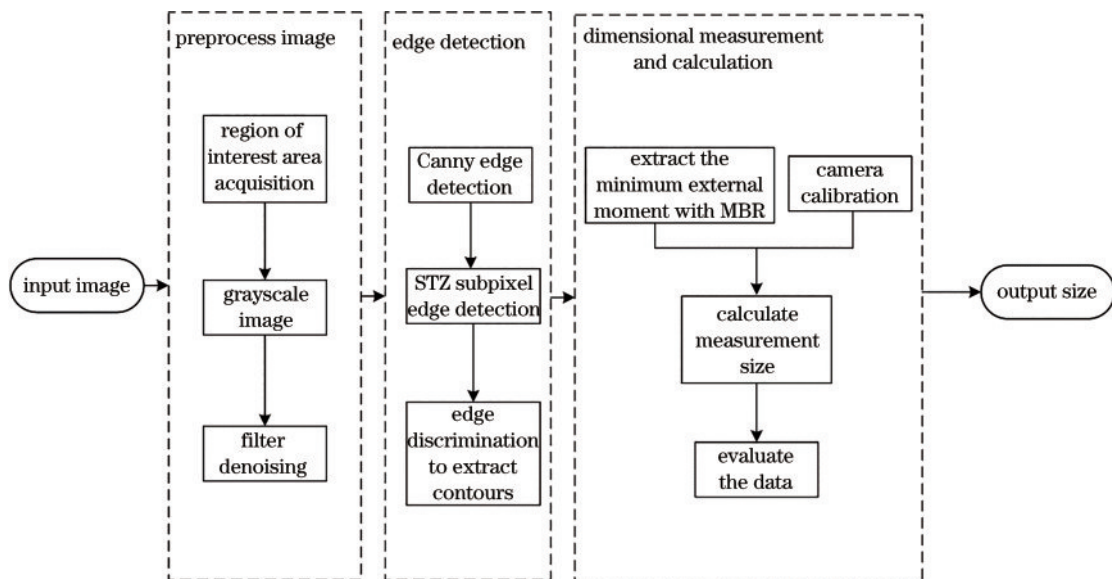 input image
preprocess image
region of
interest area
acquisition
grayscale
image
filter
denoising
edge detection
Canny edge
detection
STZ subpixel
edge detection
edge
discrimination
to extract
contours
dimensional measurement
and calculation
extract the
minimum external
moment with MBR
camera
calibration
calculate
measurement
size
evaluate
the data
output size